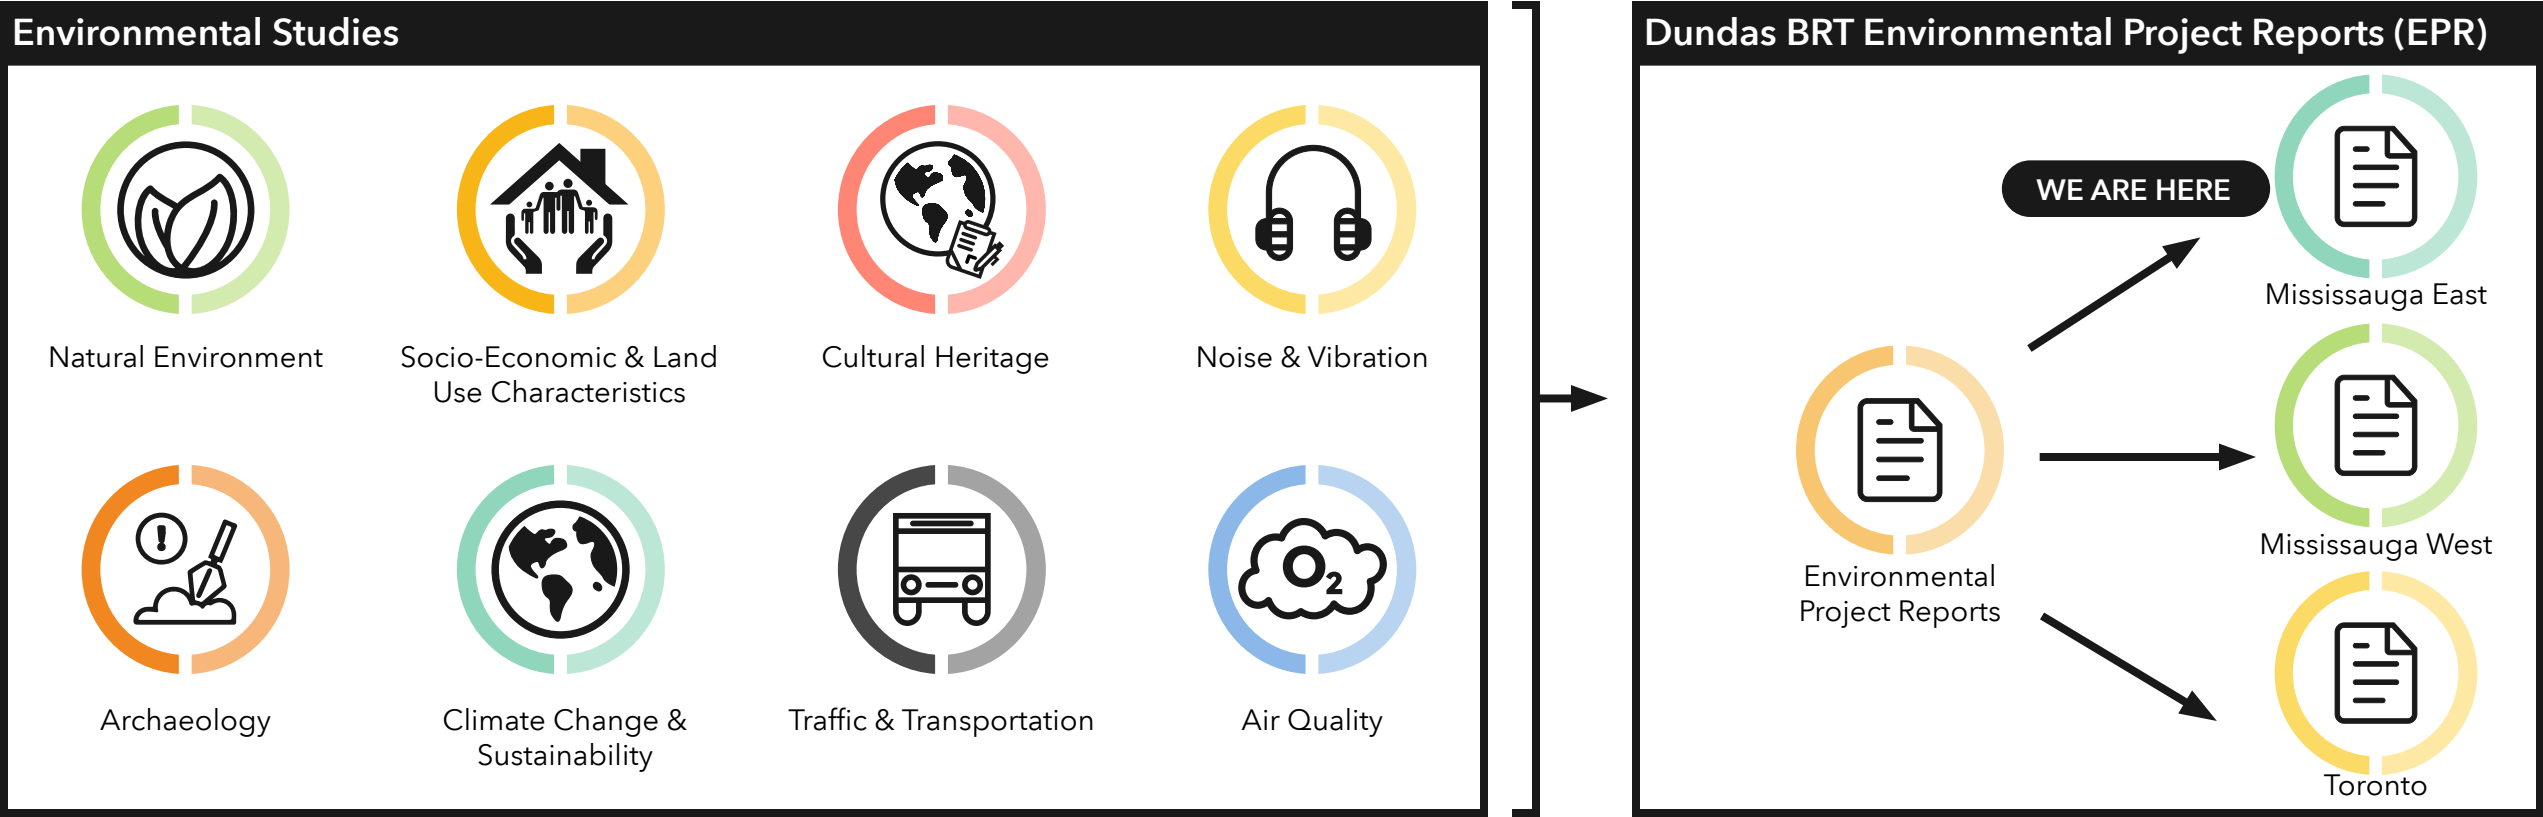 Environmental Studies
Natural Environment
Socio-Economic & Land
Use Characteristics
Cultural Heritage
Noise & Vibration
Archaeology
Climate Change &
Sustainability
Traffic & Transportation
O2
Air Quality
Dundas BRT Environmental Project Reports (EPR)
WE ARE HERE
Mississauga East
Environmental
Project Reports
Mississauga West
Toronto